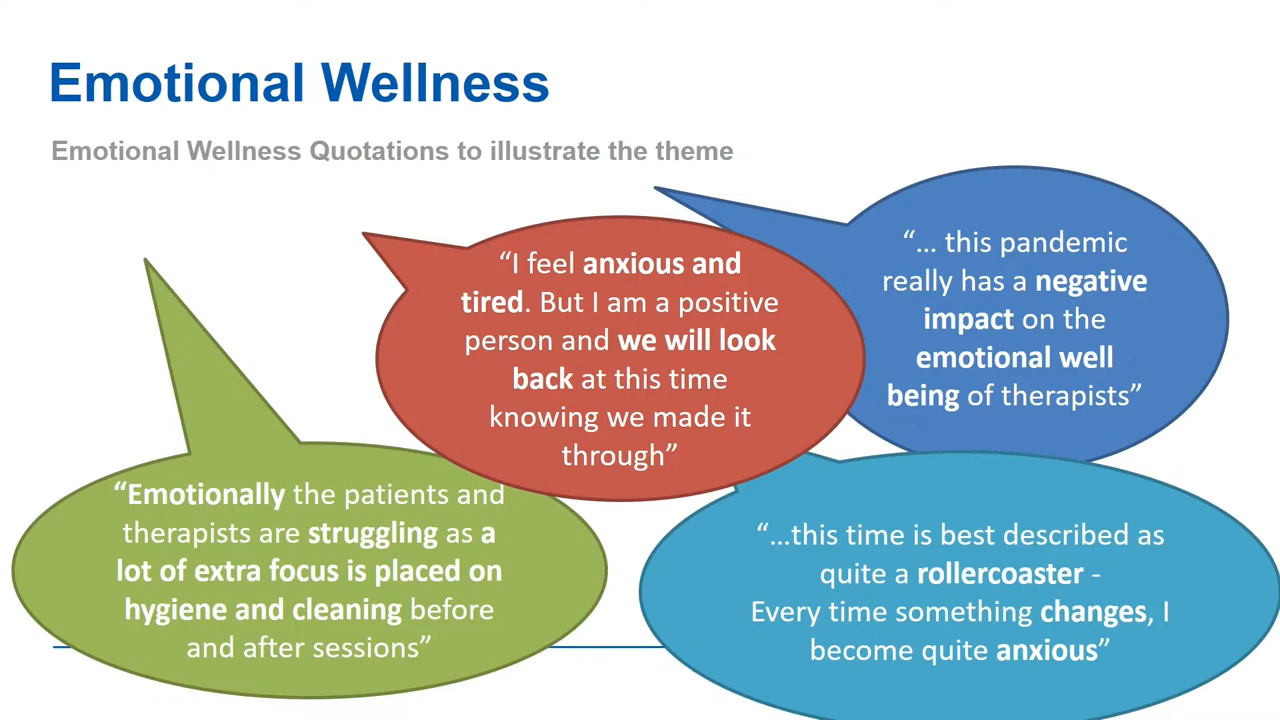 Emotional Wellness
Emotional Wellness Quotations to illustrate the theme
“... this pandemic
really has a negative
impact on the
emotional well
being of therapists”
“I feel anxious and
tired. But I am a positive
person and we will look
back at this time
knowing we made it
through”
“Emotionally the patients and
therapists are struggling as a
lot of extra focus is placed on
hygiene and cleaning before
and after sessions”
“...this time is best described as
quite a rollercoaster -
Every time something changes, I
become quite anxious”